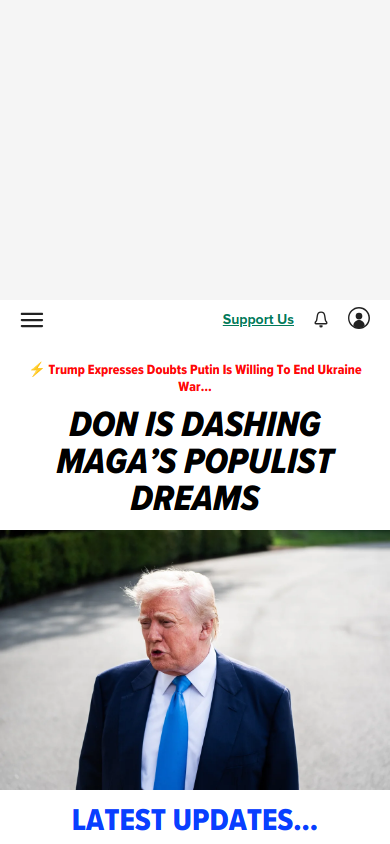 Support Us
⚡ Trump Expresses Doubts Putin Is Willing To End Ukraine
War...
DON IS DASHING
MAGA’S POPULIST
DREAMS
LATEST UPDATES...